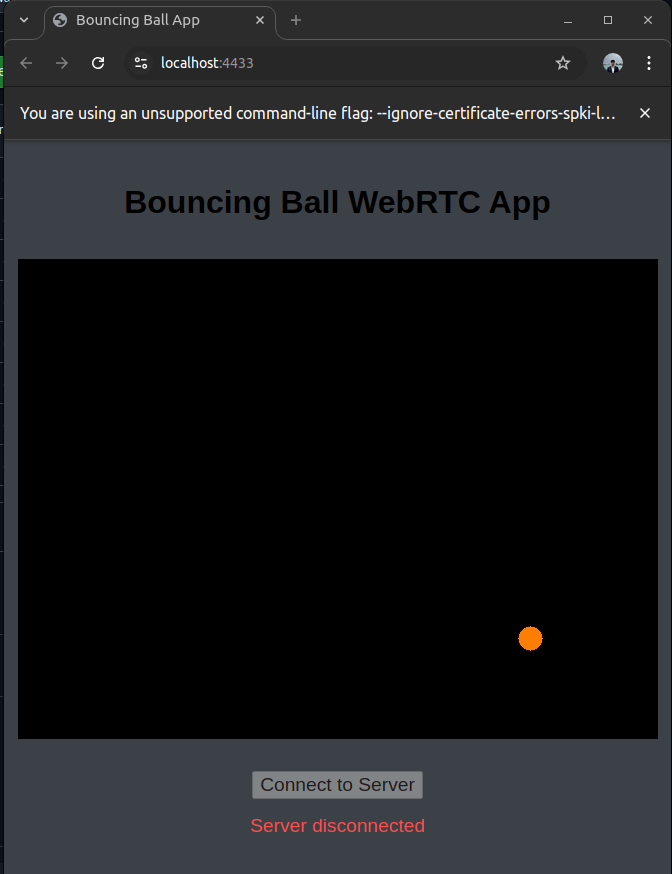 Bouncing Ball App
localhost:4433
You are using an unsupported command-line flag: --ignore-certificate-errors-spki-l...
Bouncing Ball WebRTC App
Connect to Server
Server disconnected